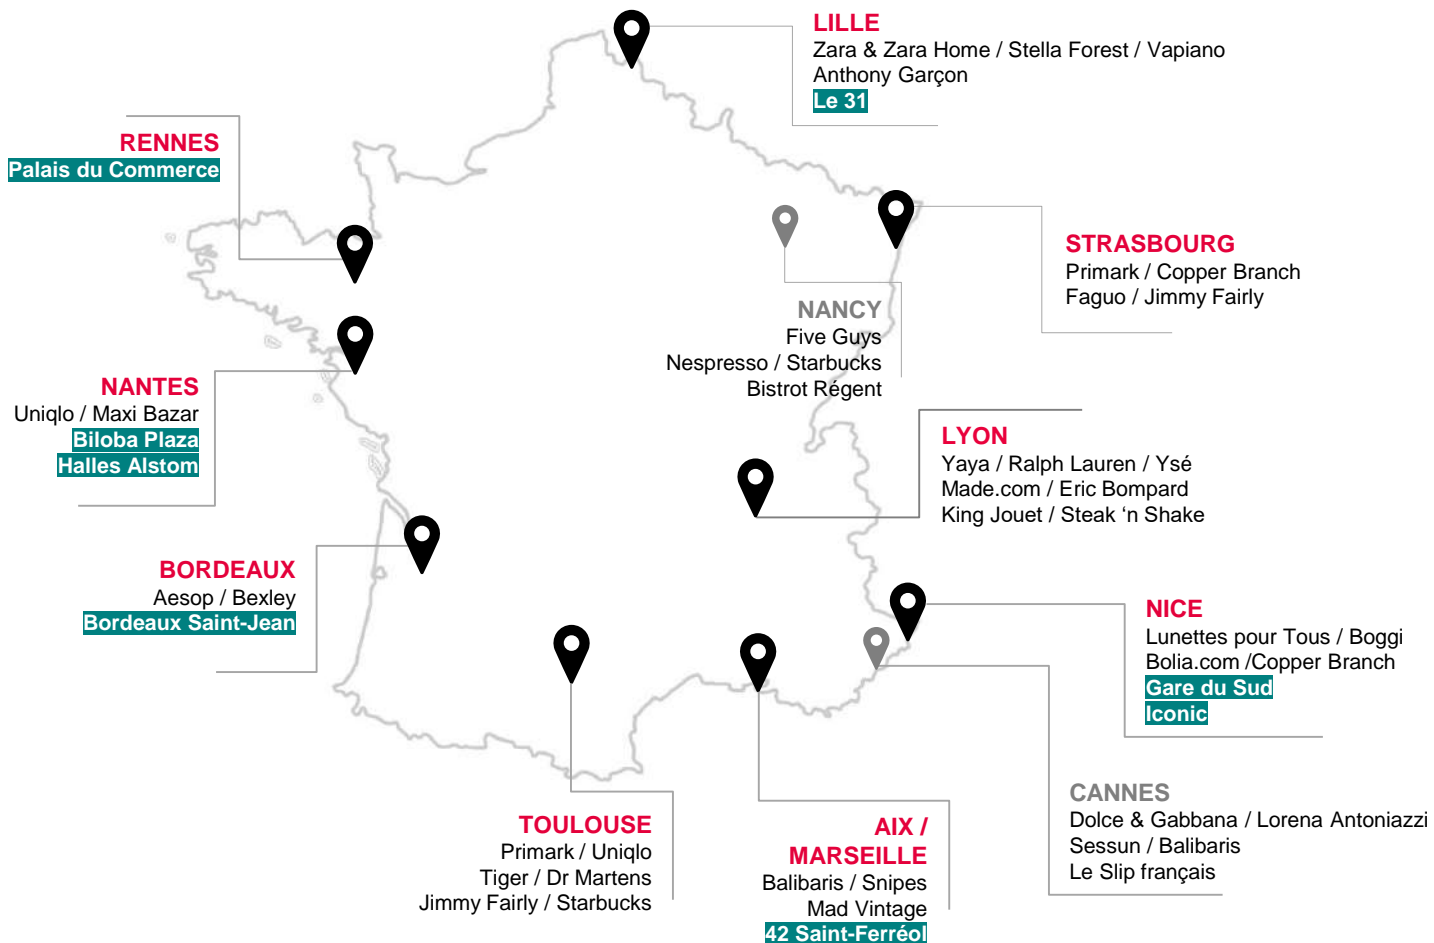 LILLE
Zara & Zara Home / Stella Forest / Vapiano
Anthony Garçon
Le 31
RENNES
Palais du Commerce
STRASBOURG
Primark / Copper Branch
Faguo / Jimmy Fairly
NANCY
Five Guys
Nespresso / Starbucks
Bistrot Régent
NANTES
Uniqlo / Maxi Bazar
Biloba Plaza
Halles Alstom
LYON
Yaya / Ralph Lauren / Ysé
Made.com / Eric Bompard
King Jouet / Steak ‘n Shake
BORDEAUX
Aesop / Bexley
Bordeaux Saint-Jean
NICE
Lunettes pour Tous / Boggi
Bolia.com /Copper Branch
Gare du Sud
Iconic
CANNES
Dolce & Gabbana / Lorena Antoniazzi
Sessun / Balibaris
Le Slip français
TOULOUSE
Primark / Uniqlo
Tiger / Dr Martens
Jimmy Fairly / Starbucks
AIX /
MARSEILLE
Balibaris / Snipes
Mad Vintage
42 Saint-Ferréol